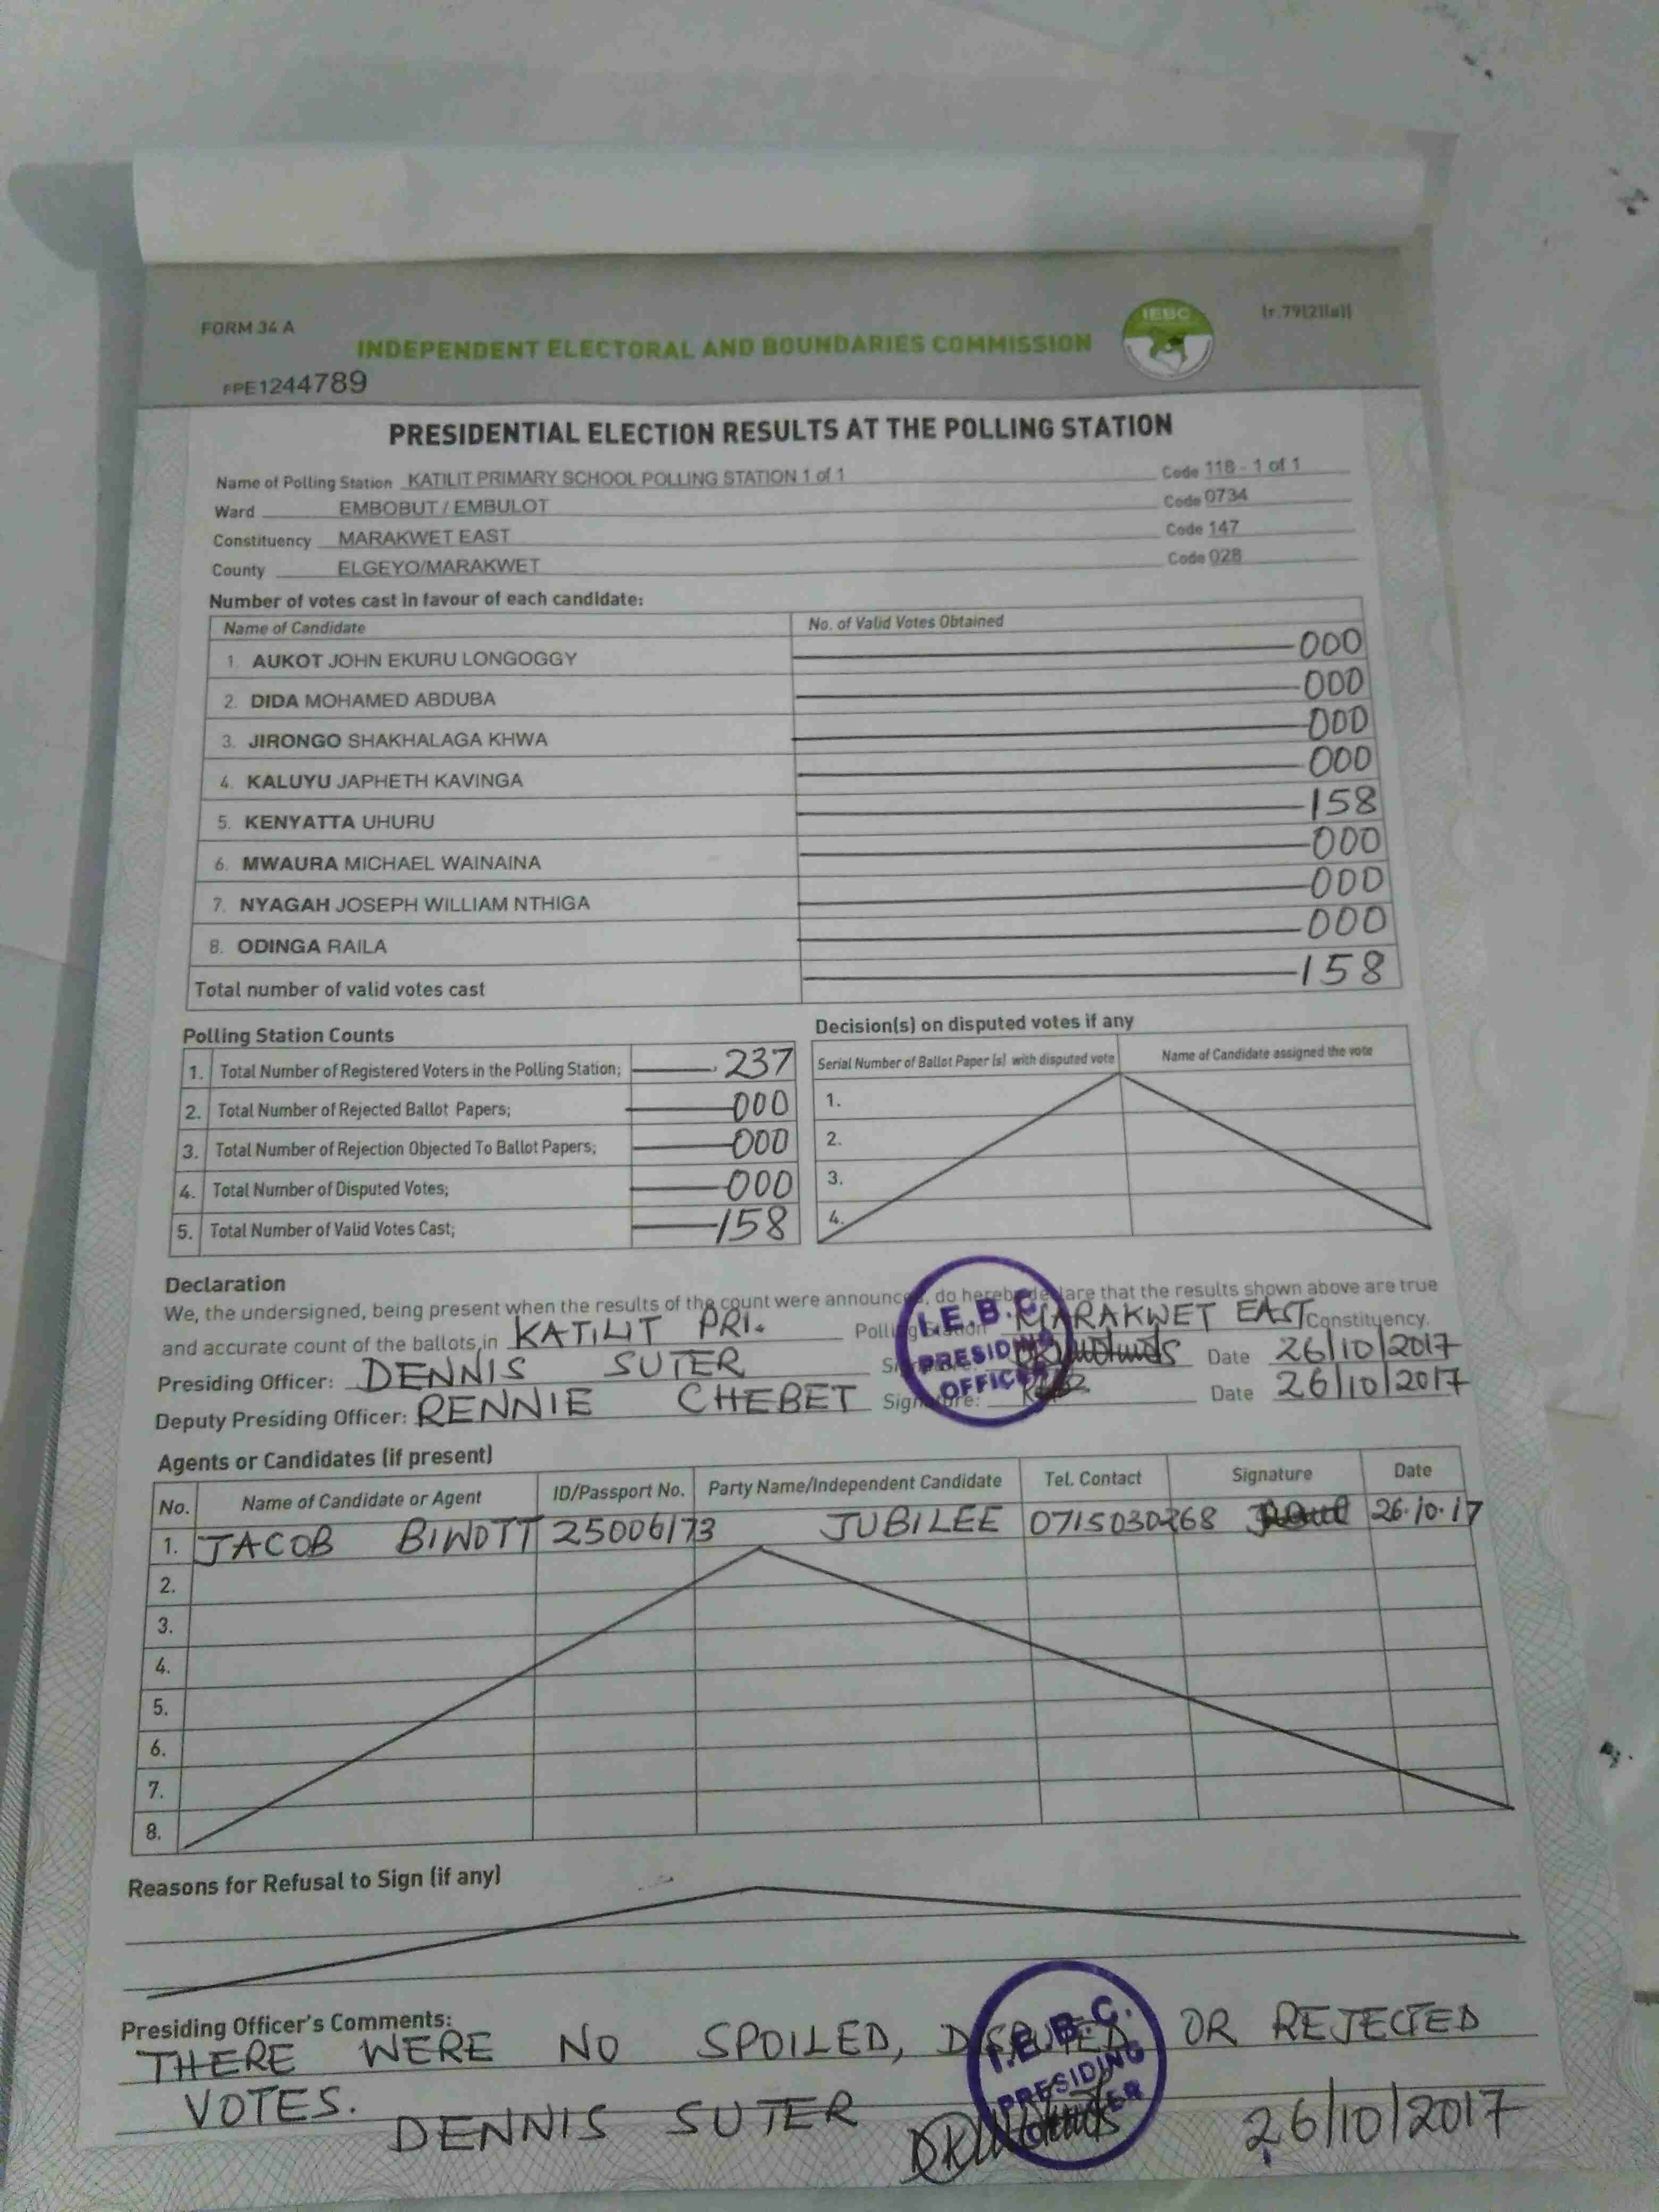 FORM 34 A
IEBC
(r.79(2)(a))
INDEPENDENT ELECTORAL AND BOUNDARIES COMMISSION
FPE1244789
PRESIDENTIAL ELECTION RESULTS AT THE POLLING STATION
Name of Polling Station KATILIT PRIMARY SCHOOL POLLING STATION 1 of 1 Code 118 - 1 of 1
Ward EMBOBUT / EMBULOT Code 0734
Constituency MARAKWET EAST Code 147
County ELGEYO/MARAKWET Code 028
Number of votes cast in favour of each candidate:
Name of Candidate No. of Valid Votes Obtained
1. AUKOT JOHN EKURU LONGOGGY 000
2. DIDA MOHAMED ABDUBA 000
3. JIRONGO SHAKHALAGA KHWA 000
4. KALUYU JAPHETH KAVINGA 000
5. KENYATTA UHURU 158
6. MWAURA MICHAEL WAINAINA 000
7. NYAGAH JOSEPH WILLIAM NTHIGA 000
8. ODINGA RAILA 000
Total number of valid votes cast 158
Polling Station Counts
1. Total Number of Registered Voters in the Polling Station; 237
2. Total Number of Rejected Ballot Papers; 000
3. Total Number of Rejection Objected To Ballot Papers; 000
4. Total Number of Disputed Votes; 000
5. Total Number of Valid Votes Cast; 158
Decision(s) on disputed votes if any
Serial Number of Ballot Paper (s) with disputed vote Name of Candidate assigned the vote
1.
2.
3.
4.
Declaration
We, the undersigned, being present when the results of the count were announced, do hereby declare that the results shown above are true
and accurate count of the ballots in KATILIT PRI. Polling Station MARAKWET EAST Constituency.
Presiding Officer: DENNIS SUTER Signature: Date 26/10/2017
Deputy Presiding Officer: RENNIE CHEBET Signature: Date 26/10/2017
I.E.B.C.
PRESIDING
OFFICER
Agents or Candidates (if present)
No. Name of Candidate or Agent ID/Passport No. Party Name/Independent Candidate Tel. Contact Signature Date
1. JACOB BIWOTT 25006173 JUBILEE 0715030268 26.10.17
2.
3.
4.
5.
6.
7.
8.
Reasons for Refusal to Sign (if any)
Presiding Officer's Comments:
THERE WERE NO SPOILED, DISPUTED OR REJECTED
VOTES.
DENNIS SUTER 26/10/2017
I.E.B.C.
PRESIDING
OFFICER